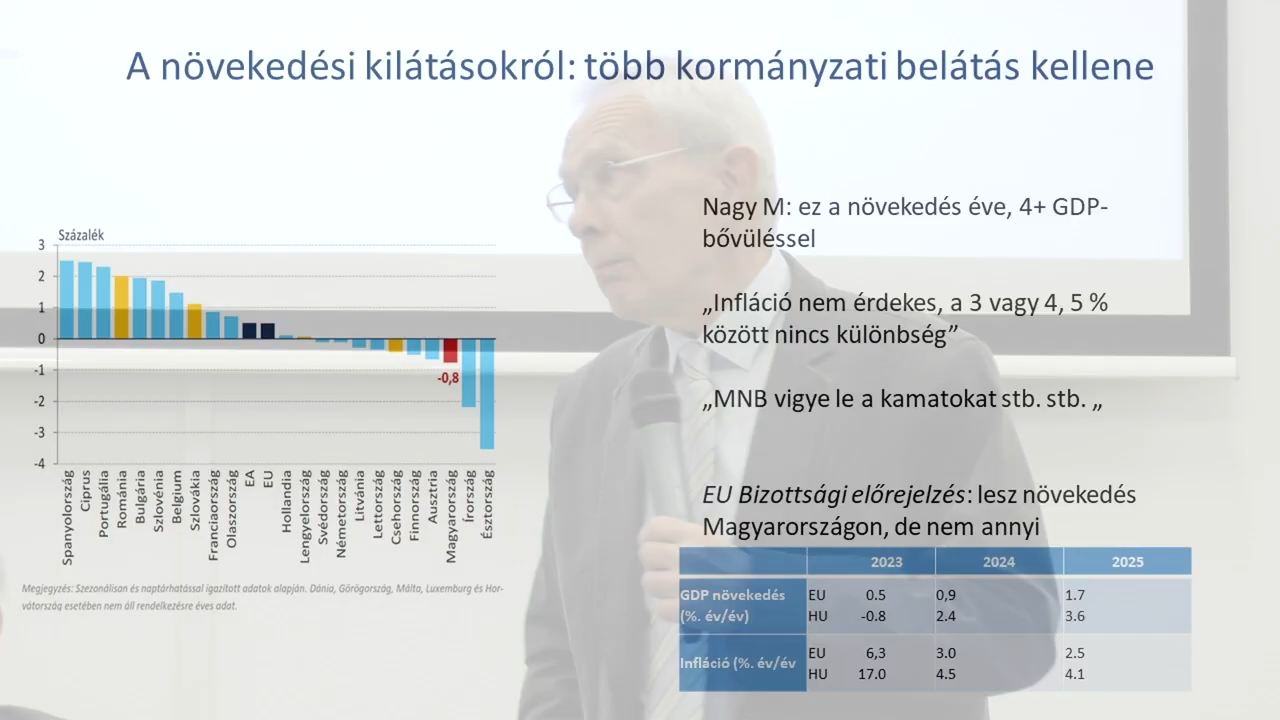 A növekedési kilátásokról: több kormányzati belátás kellene
Százalék
3
2
1
0
-1
-2
-3
-4
-0,8
Spanyolország
Ciprus
Portugália
Románia
Bulgária
Szlovénia
Belgium
Szlovákia
Franciaország
Olaszország
EA
EU
Hollandia
Lengyelország
Svédország
Németország
Litvánia
Lettország
Csehország
Finnország
Ausztria
Magyarország
Írország
Észtország
Megjegyzés: Szezonálisan és naptárhatással igazított adatok alapján. Dánia, Görögország, Málta, Luxemburg és Hor-
vátország esetében nem áll rendelkezésre éves adat.
Nagy M: ez a növekedés éve, 4+ GDP-
bővüléssel
„Infláció nem érdekes, a 3 vagy 4, 5 %
között nincs különbség”
„MNB vigye le a kamatokat stb. stb. „
EU Bizottsági előrejelzés: lesz növekedés
Magyarországon, de nem annyi
2023 2024 2025
GDP növekedés EU 0.5 0,9 1.7
(%. év/év) HU -0.8 2.4 3.6
Infláció (%. év/év EU 6,3 3.0 2.5
HU 17.0 4.5 4.1